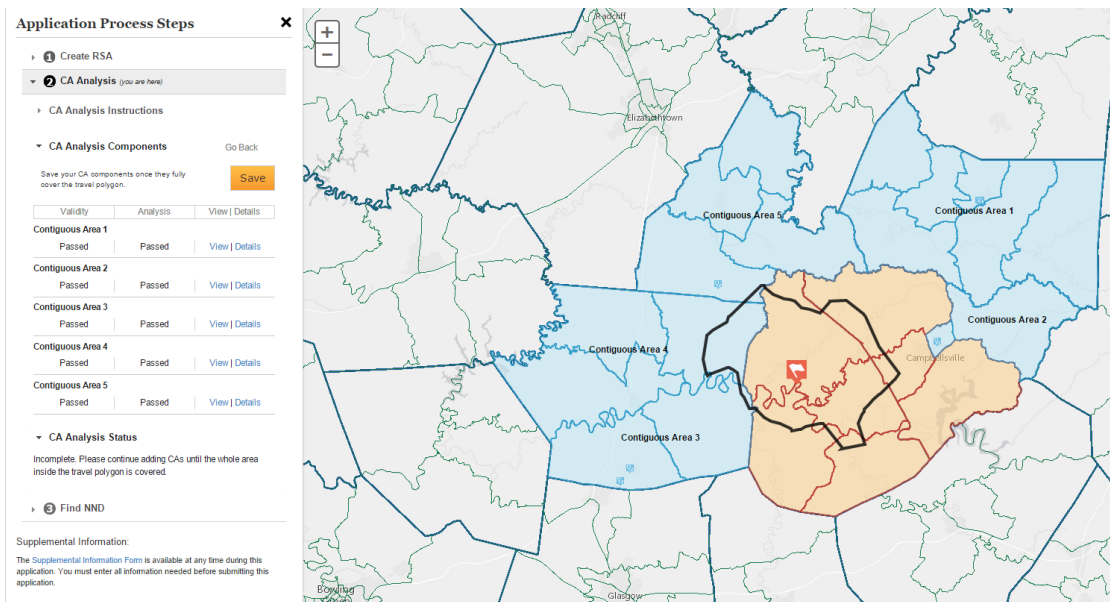 Application Process Steps
1 Create RSA
2 CA Analysis (you are here)
CA Analysis Instructions
CA Analysis Components Go Back
Save your CA components once they fully
cover the travel polygon.
Save
Validity Analysis View | Details
Contiguous Area 1
Passed Passed View | Details
Contiguous Area 2
Passed Passed View | Details
Contiguous Area 3
Passed Passed View | Details
Contiguous Area 4
Passed Passed View | Details
Contiguous Area 5
Passed Passed View | Details
CA Analysis Status
Incomplete. Please continue adding CAs until the whole area
inside the travel polygon is covered.
3 Find NND
Supplemental Information:
The Supplemental Information Form is available at any time during this
application. You must enter all information needed before submitting this
application.
+
−
Radcliff
Elizabethtown
Contiguous Area 5
Contiguous Area 1
Contiguous Area 2
Contiguous Area 4
Campbellsville
Contiguous Area 3
Bowling
Glasgow